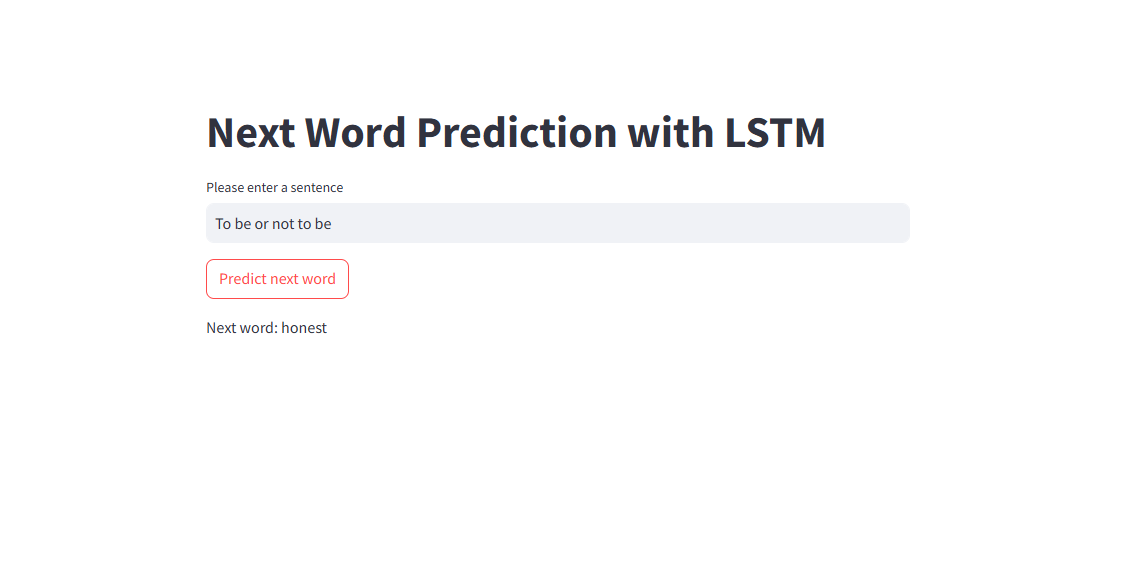 Next Word Prediction with LSTM
Please enter a sentence
To be or not to be
Predict next word
Next word: honest